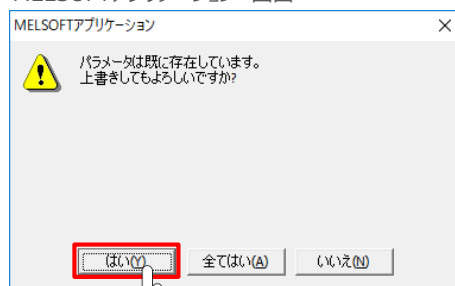 MELSOFTアプリケーション
パラメータは既に存在しています。
上書きしてもよろしいですか?
はい(Y) 全てはい(A) いいえ(N)